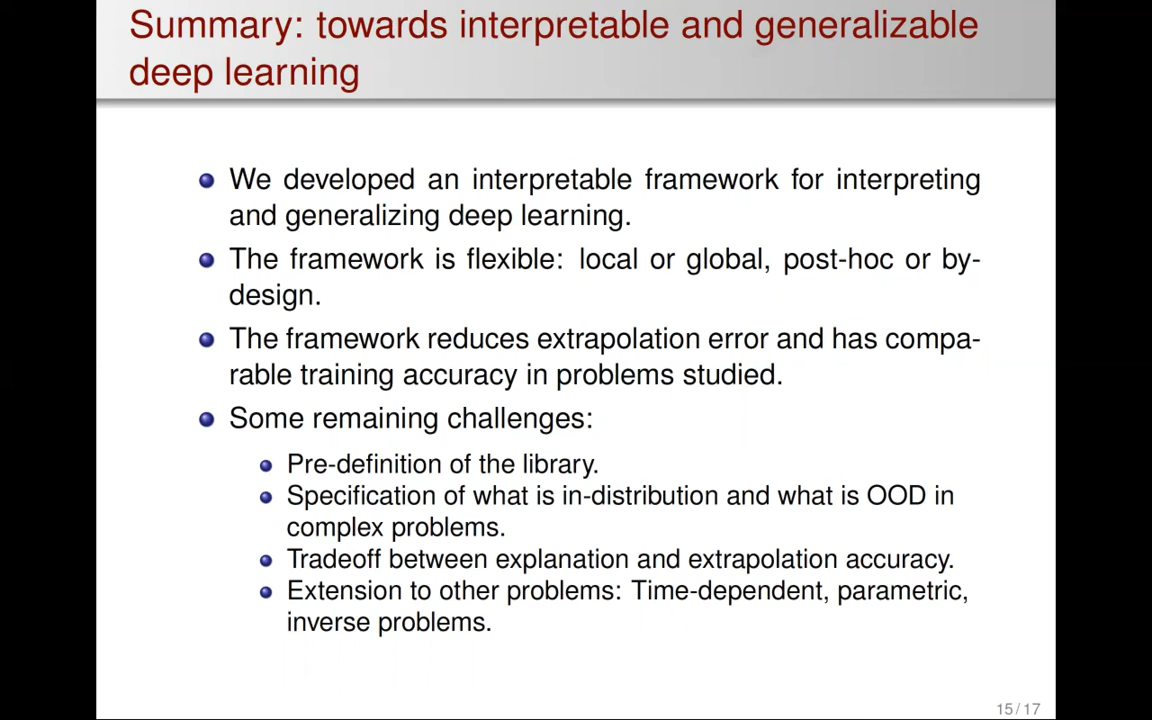 Summary: towards interpretable and generalizable
deep learning
We developed an interpretable framework for interpreting
and generalizing deep learning.
The framework is flexible: local or global, post-hoc or by-
design.
The framework reduces extrapolation error and has compa-
rable training accuracy in problems studied.
Some remaining challenges:
Pre-definition of the library.
Specification of what is in-distribution and what is OOD in
complex problems.
Tradeoff between explanation and extrapolation accuracy.
Extension to other problems: Time-dependent, parametric,
inverse problems.
15/17